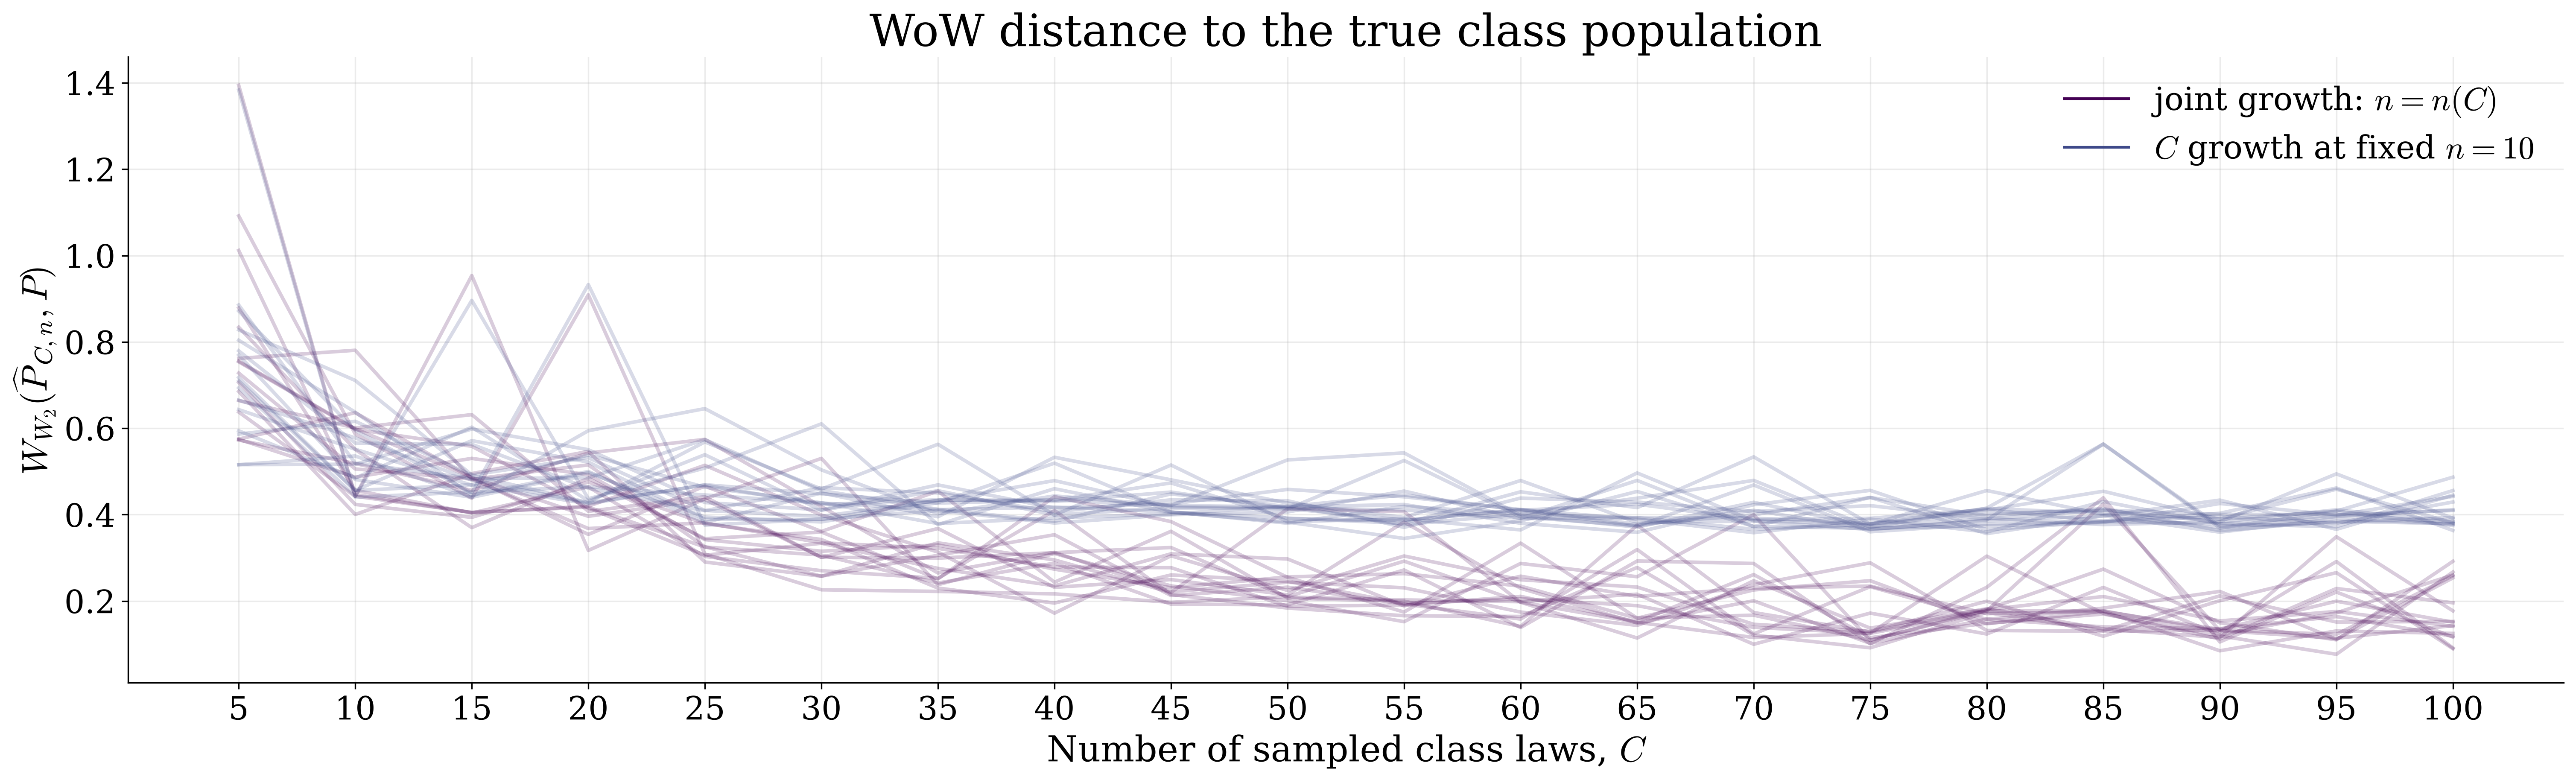 WoW distance to the true class population
joint growth: n = n(C)
C growth at fixed n = 10
W_{W_2}(\widehat{P}_{C,n}, P)
1.4
1.2
1.0
0.8
0.6
0.4
0.2
5 10 15 20 25 30 35 40 45 50 55 60 65 70 75 80 85 90 95 100
Number of sampled class laws, C